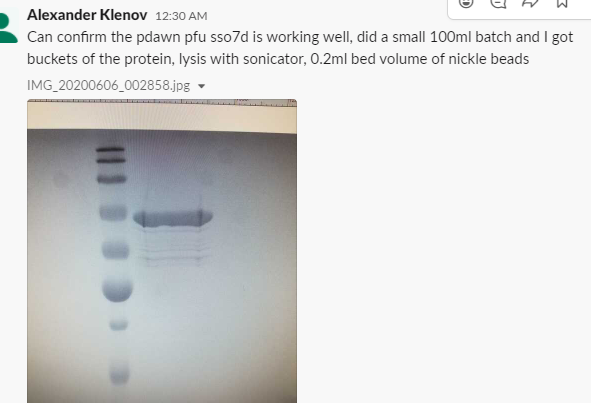 Alexander Klenov 12:30 AM
Can confirm the pdawn pfu sso7d is working well, did a small 100ml batch and I got
buckets of the protein, lysis with sonicator, 0.2ml bed volume of nickle beads
IMG_20200606_002858.jpg